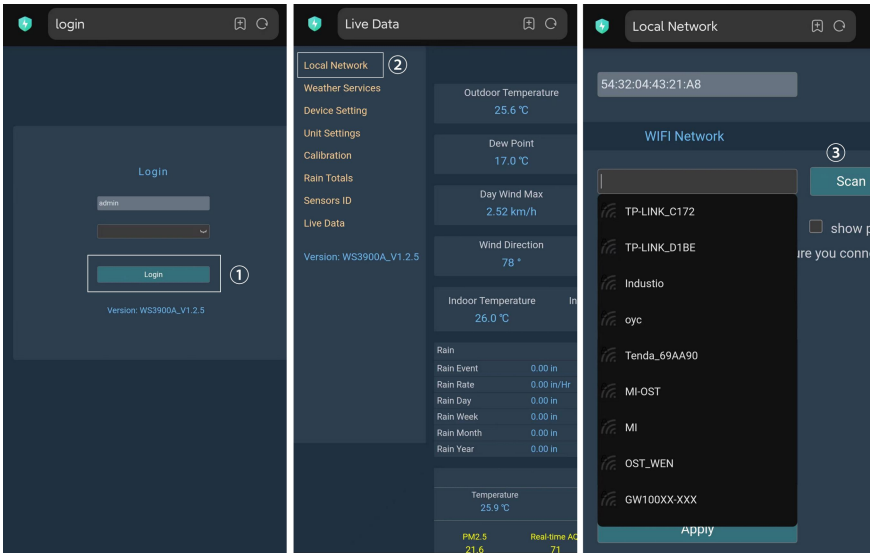 login
Login
admin
Login
①
Version: WS3900A_V1.2.5
Live Data
Local Network
②
Weather Services
Device Setting
Unit Settings
Calibration
Rain Totals
Sensors ID
Live Data
Version: WS3900A_V1.2.5
Outdoor Temperature
25.6 ℃
Dew Point
17.0 ℃
Day Wind Max
2.52 km/h
Wind Direction
78 °
Indoor Temperature In
26.0 ℃
Rain
Rain Event 0.00 in
Rain Rate 0.00 in/Hr
Rain Day 0.00 in
Rain Week 0.00 in
Rain Month 0.00 in
Rain Year 0.00 in
Temperature
25.9 ℃
PM2.5 Real-time AQ
21.6 71
Local Network
54:32:04:43:21:A8
WIFI Network
③
Scan
TP-LINK_C172
show p
TP-LINK_D1BE
ure you conne
Industio
oyc
Tenda_69AA90
MI-OST
MI
OST_WEN
GW100XX-XXX
Apply